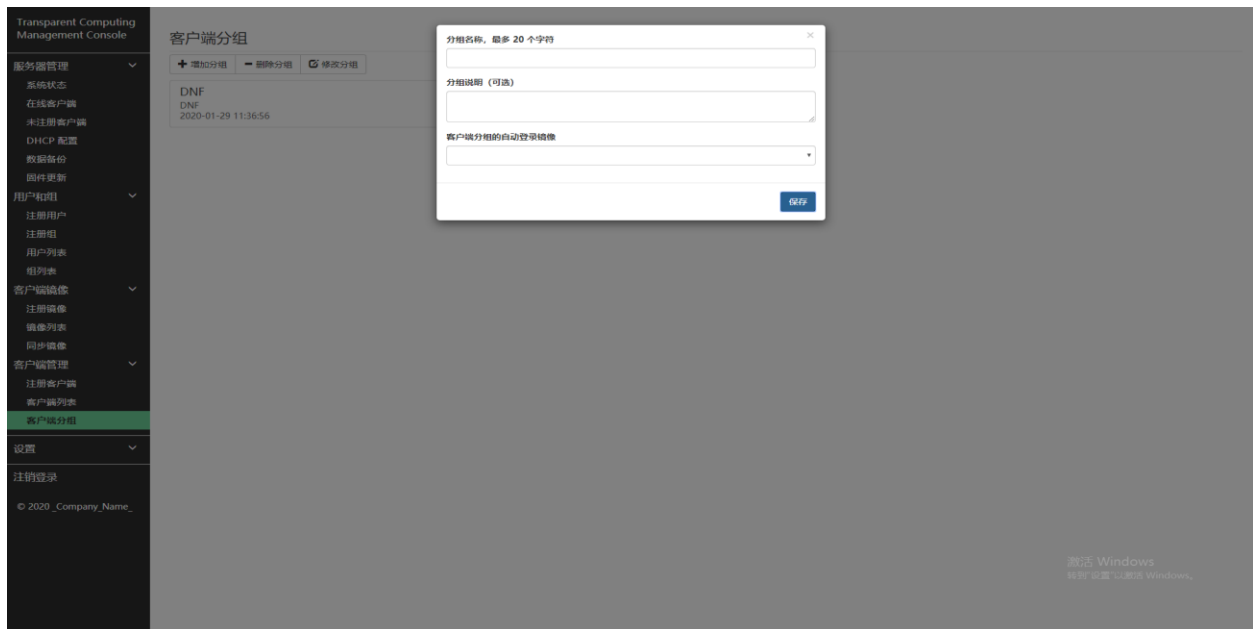 Transparent Computing
Management Console
服务器管理
系统状态
在线客户端
未注册客户端
DHCP 配置
数据备份
固件更新
用户和组
注册用户
注册组
用户列表
组列表
客户端镜像
注册镜像
镜像列表
同步镜像
客户端管理
注册客户端
客户端列表
客户端分组
设置
注销登录
© 2020 _Company_Name_
客户端分组
增加分组 删除分组 修改分组
DNF
DNF
2020-01-29 11:36:56
分组名称，最多 20 个字符 ×
分组说明（可选）
客户端分组的自动登录镜像
保存
激活 Windows
转到"设置"以激活 Windows。